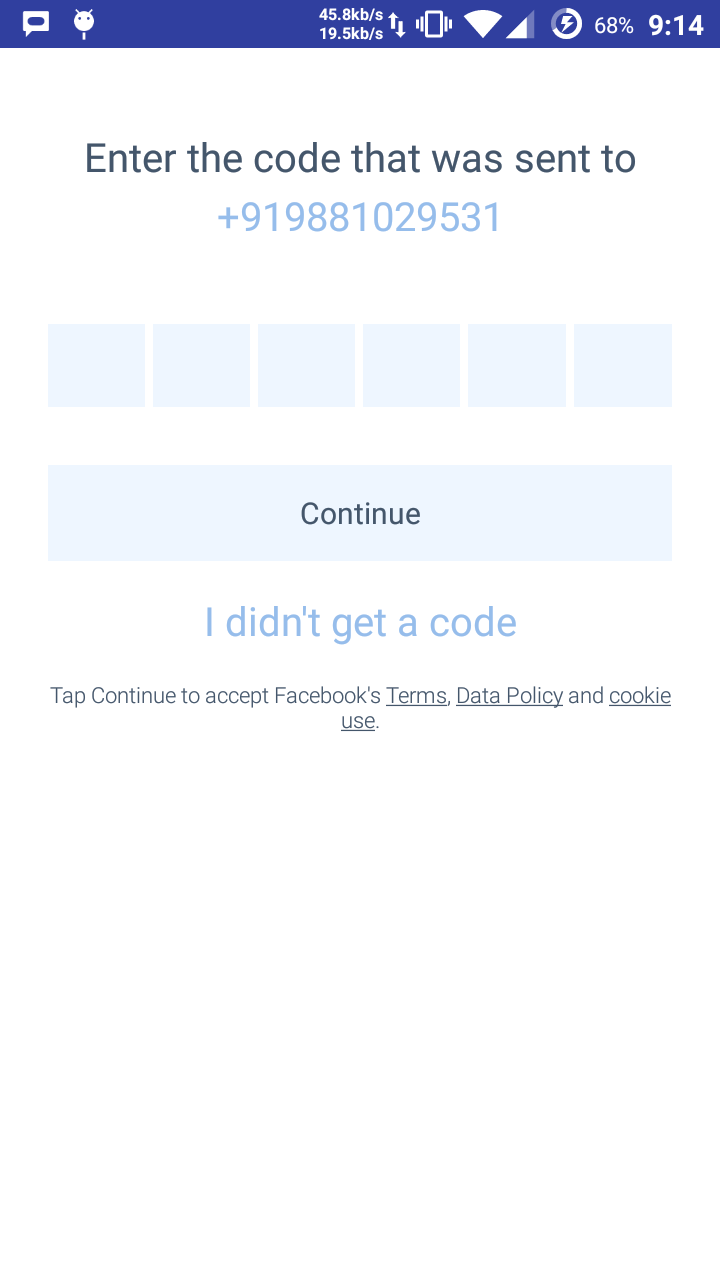 45.8kb/s
19.5kb/s
68% 9:14
Enter the code that was sent to
+919881029531
Continue
I didn't get a code
Tap Continue to accept Facebook's Terms, Data Policy and cookie
use.